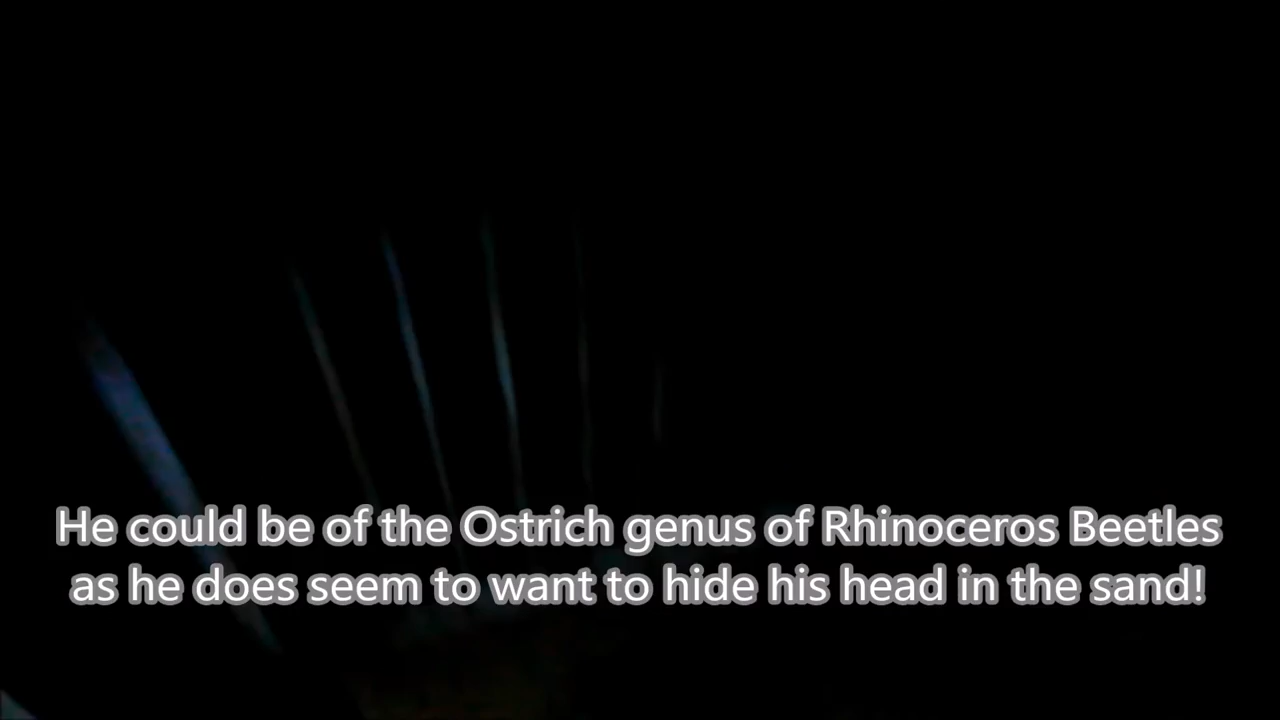 He could be of the Ostrich genus of Rhinoceros Beetles
as he does seem to want to hide his head in the sand!